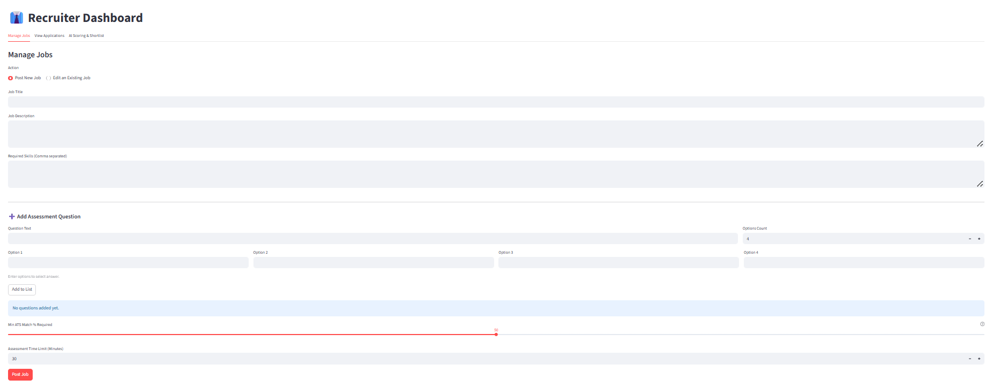 Recruiter Dashboard
Manage Jobs View Applications AI Scoring & Shortlist
Manage Jobs
Action
Post New Job Edit an Existing Job
Job Title
Job Description
Required Skills (Comma separated)
Add Assessment Question
Question Text Options Count
4 - +
Option 1 Option 2 Option 3 Option 4
Enter options to select answer.
Add to List
No questions added yet.
Min ATS Match % Required
50
Assessment Time Limit (Minutes)
30 - +
Post Job